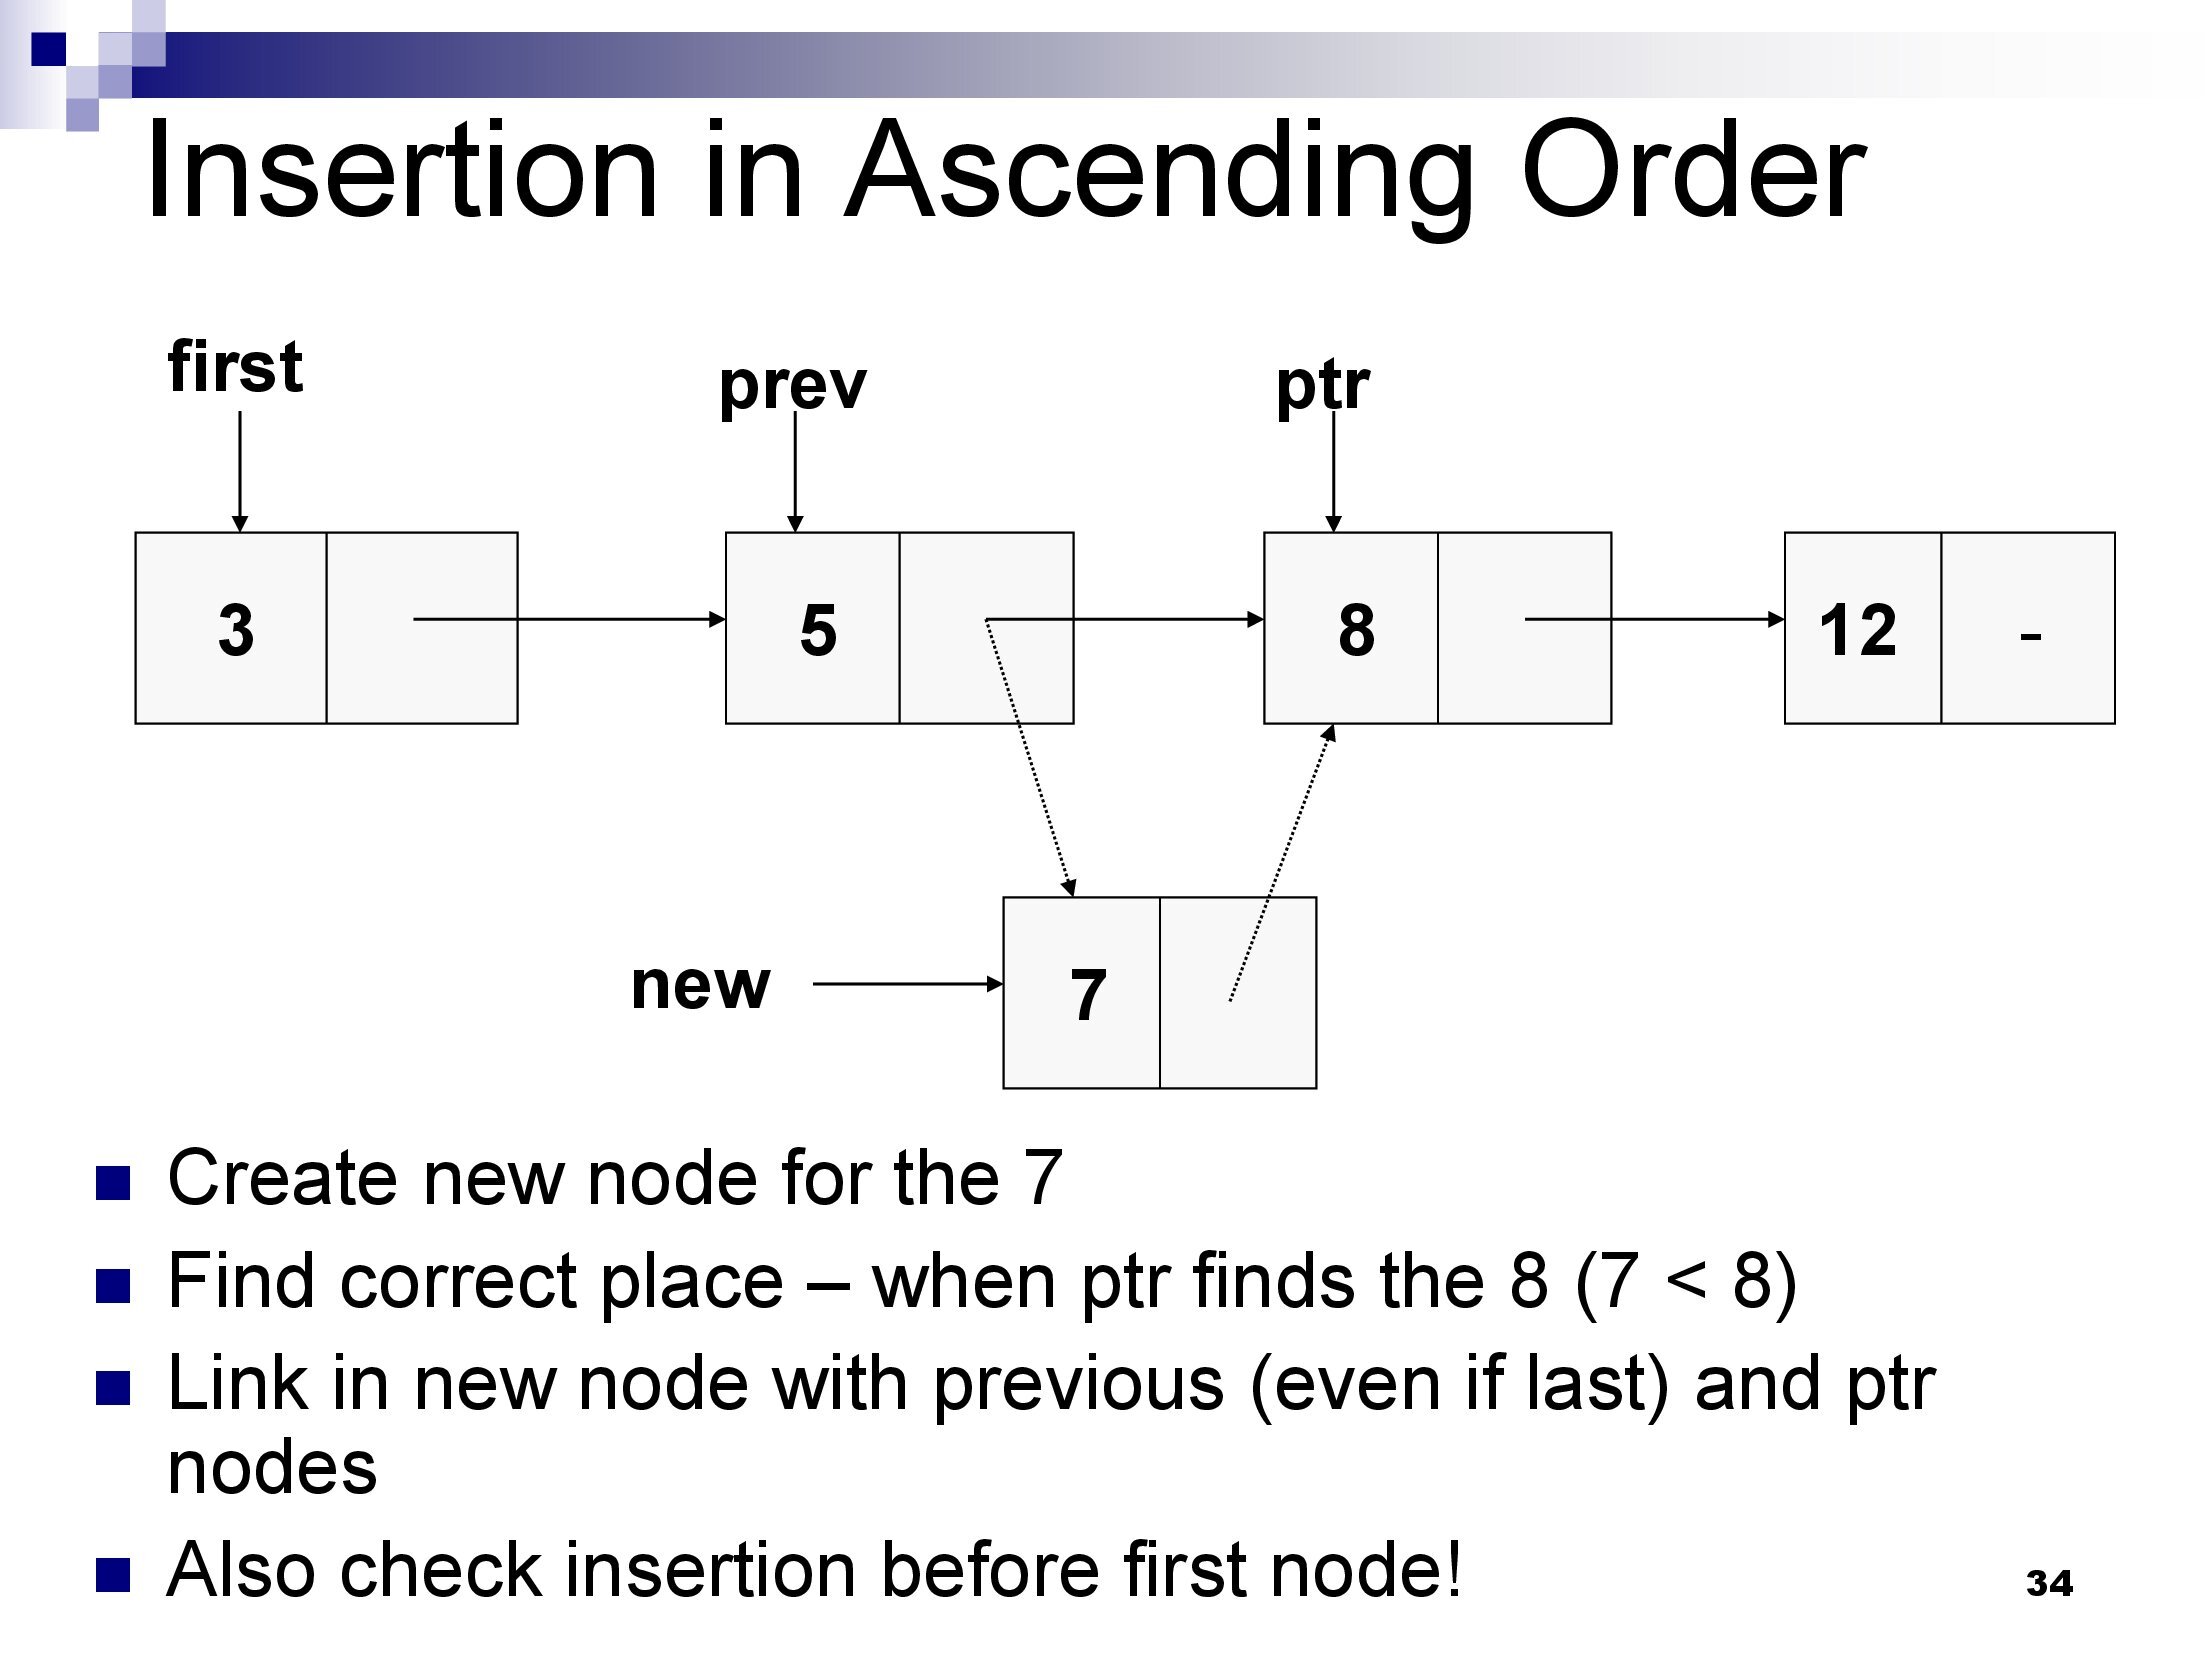 Insertion in Ascending Order
first
prev
ptr
3
5
8
12 -
new
7
Create new node for the 7
Find correct place – when ptr finds the 8 (7 < 8)
Link in new node with previous (even if last) and ptr
nodes
Also check insertion before first node!
34